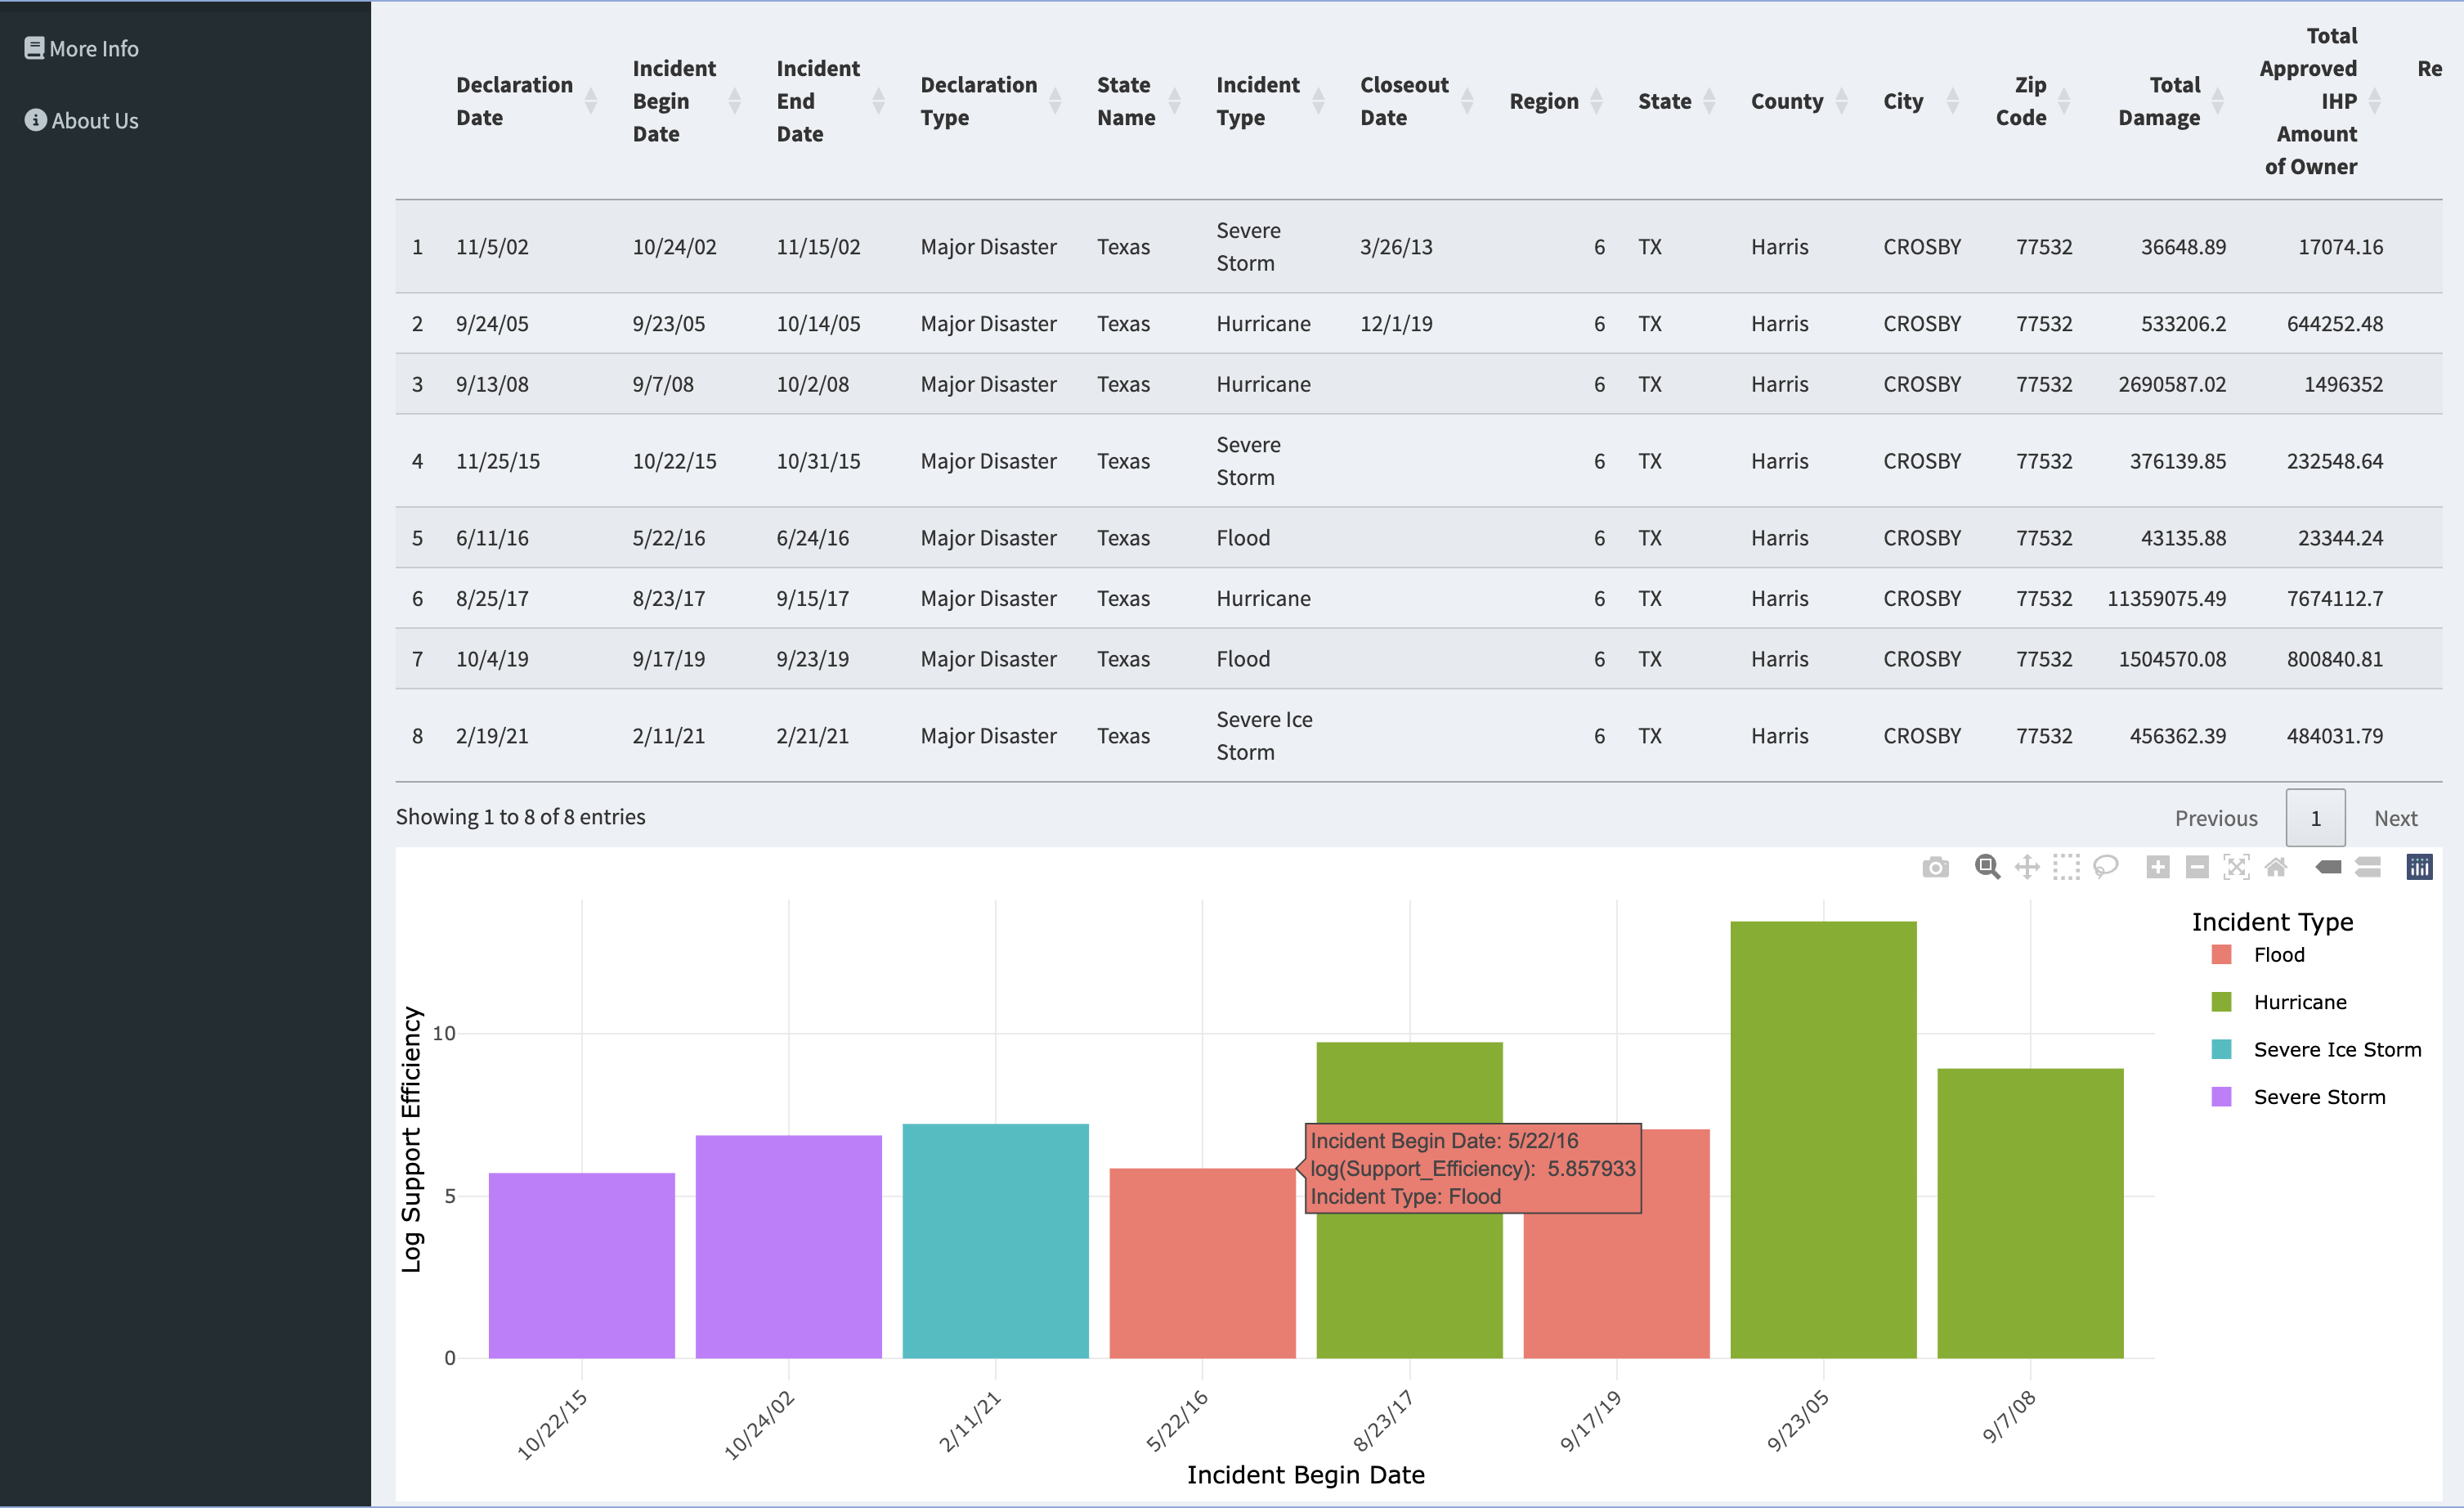 More Info
About Us
Declaration Date
Incident Begin Date
Incident End Date
Declaration Type
State Name
Incident Type
Closeout Date
Region
State
County
City
Zip Code
Total Damage
Total Approved IHP Amount of Owner
Re
1 11/5/02 10/24/02 11/15/02 Major Disaster Texas Severe Storm 3/26/13 6 TX Harris CROSBY 77532 36648.89 17074.16
2 9/24/05 9/23/05 10/14/05 Major Disaster Texas Hurricane 12/1/19 6 TX Harris CROSBY 77532 533206.2 644252.48
3 9/13/08 9/7/08 10/2/08 Major Disaster Texas Hurricane 6 TX Harris CROSBY 77532 2690587.02 1496352
4 11/25/15 10/22/15 10/31/15 Major Disaster Texas Severe Storm 6 TX Harris CROSBY 77532 376139.85 232548.64
5 6/11/16 5/22/16 6/24/16 Major Disaster Texas Flood 6 TX Harris CROSBY 77532 43135.88 23344.24
6 8/25/17 8/23/17 9/15/17 Major Disaster Texas Hurricane 6 TX Harris CROSBY 77532 11359075.49 7674112.7
7 10/4/19 9/17/19 9/23/19 Major Disaster Texas Flood 6 TX Harris CROSBY 77532 1504570.08 800840.81
8 2/19/21 2/11/21 2/21/21 Major Disaster Texas Severe Ice Storm 6 TX Harris CROSBY 77532 456362.39 484031.79
Showing 1 to 8 of 8 entries
Previous 1 Next
Incident Type
Flood
Hurricane
Severe Ice Storm
Severe Storm
Log Support Efficiency
10
5
0
Incident Begin Date: 5/22/16
log(Support_Efficiency): 5.857933
Incident Type: Flood
10/22/15 10/24/02 2/11/21 5/22/16 8/23/17 9/17/19 9/23/05 9/7/08
Incident Begin Date